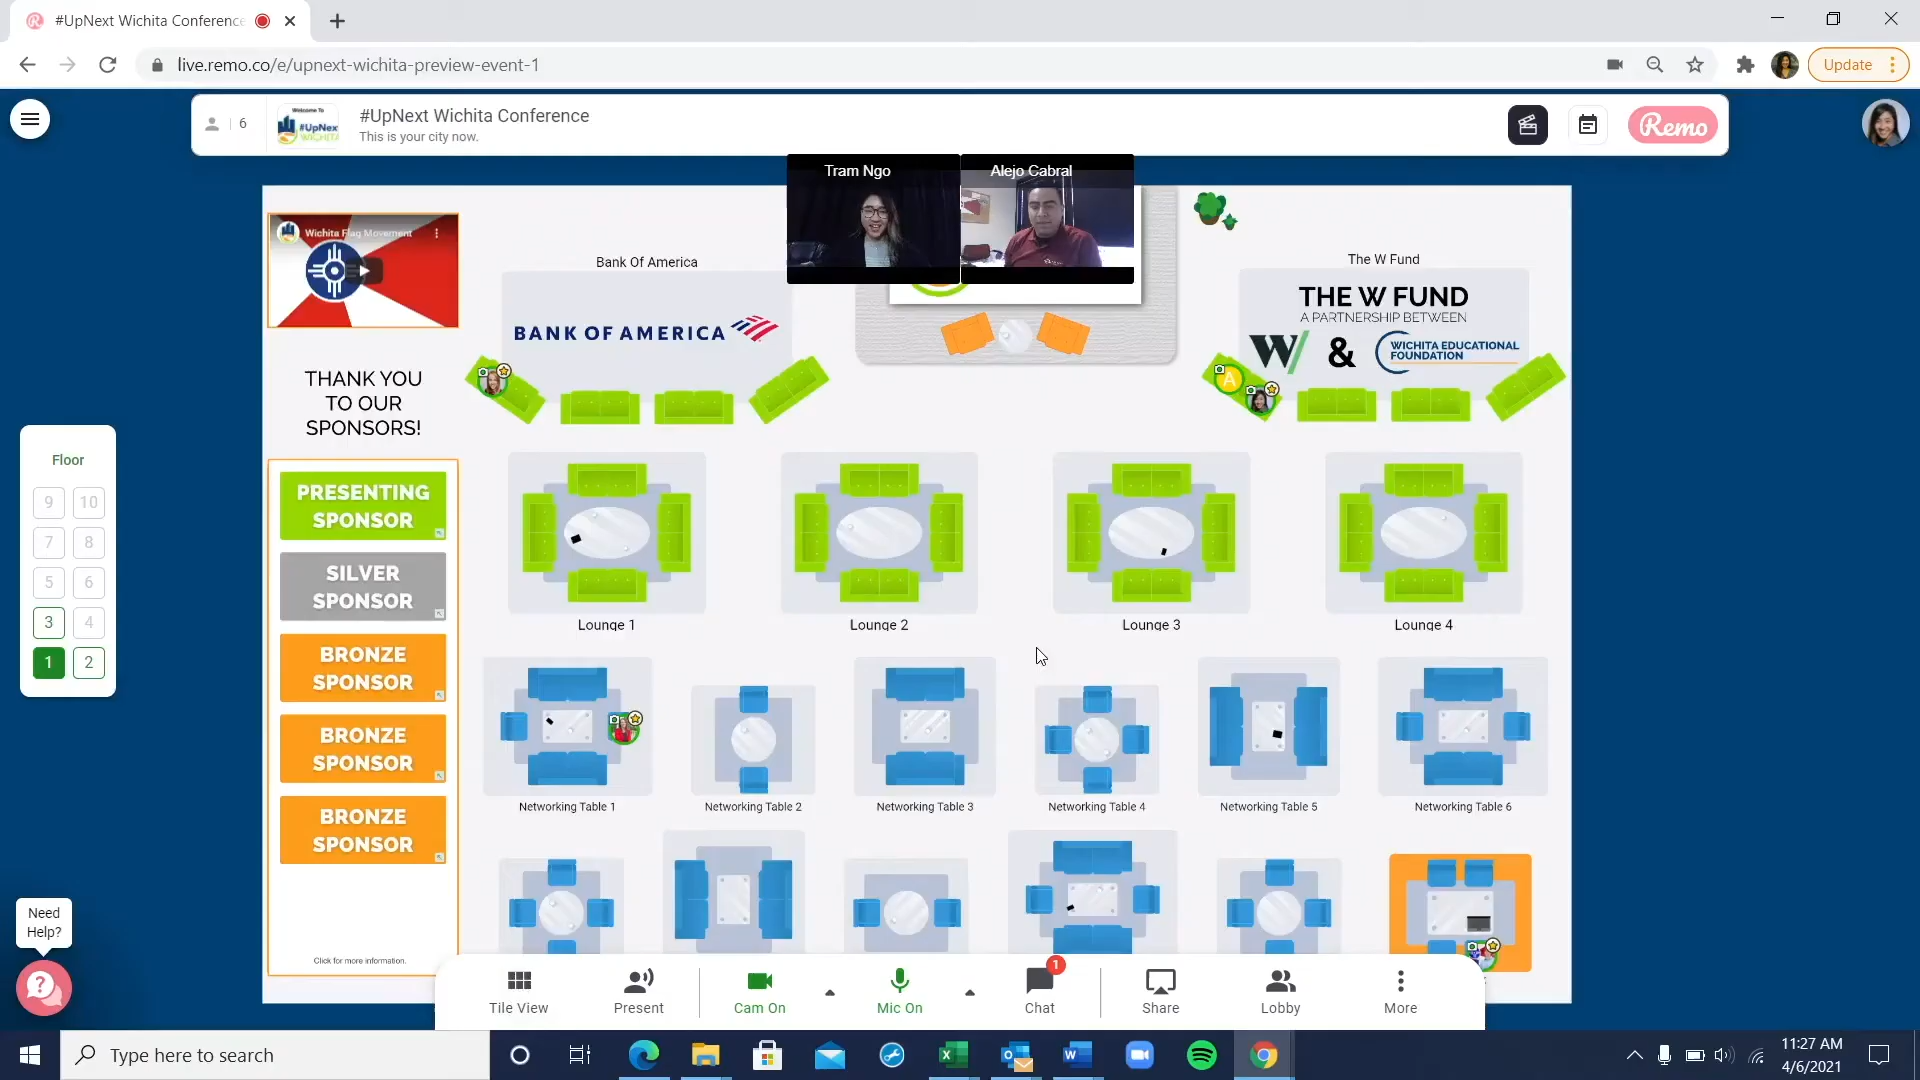 #UpNext Wichita Conference
live.remo.co/e/upnext-wichita-preview-event-1
Update
6
Welcome To
#UpNex
WICHITA
#UpNext Wichita Conference
This is your city now.
Remo
Tram Ngo
Alejo Cabral
Wichita Flag Movement
Bank Of America
BANK OF AMERICA
The W Fund
THE W FUND
A PARTNERSHIP BETWEEN
W & WICHITA EDUCATIONAL
FOUNDATION
A
THANK YOU
TO OUR
SPONSORS!
PRESENTING
SPONSOR
SILVER
SPONSOR
BRONZE
SPONSOR
BRONZE
SPONSOR
BRONZE
SPONSOR
Click for more information.
Floor
9 10
7 8
5 6
3 4
1 2
Lounge 1
Lounge 2
Lounge 3
Lounge 4
Networking Table 1
Networking Table 2
Networking Table 3
Networking Table 4
Networking Table 5
Networking Table 6
Need
Help?
Tile View
Present
Cam On
Mic On
1
Chat
Share
Lobby
More
Type here to search
11:27 AM
4/6/2021